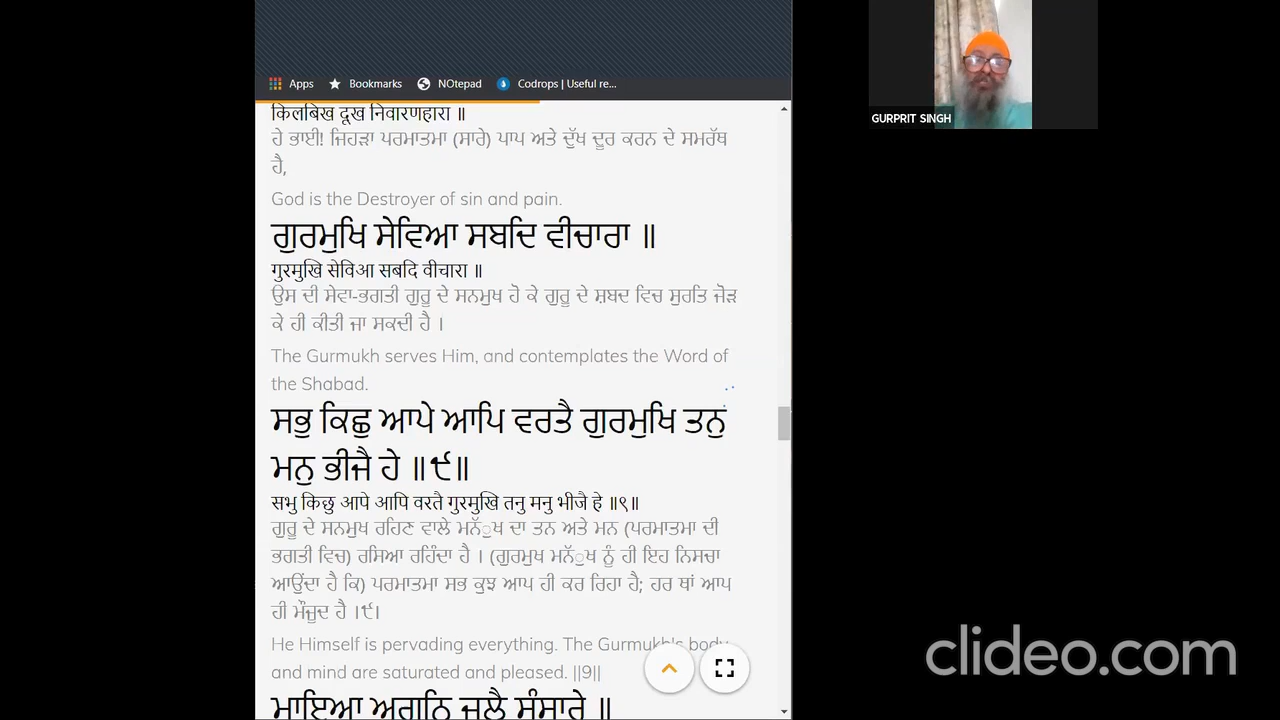 Apps Bookmarks NOtepad Codrops | Useful re...
किलबिख दूख निवारणहारा ॥
ਹੇ ਭਾਈ! ਜਿਹੜਾ ਪਰਮਾਤਮਾ (ਸਾਰੇ) ਪਾਪ ਅਤੇ ਦੁੱਖ ਦੂਰ ਕਰਨ ਦੇ ਸਮਰੱਥ
ਹੈ,
God is the Destroyer of sin and pain.
ਗੁਰਮੁਖਿ ਸੇਵਿਆ ਸਬਦਿ ਵੀਚਾਰਾ ॥
गुरमुखि सेविआ सबदि वीचारा ॥
ਉਸ ਦੀ ਸੇਵਾ-ਭਗਤੀ ਗੁਰੂ ਦੇ ਸਨਮੁਖ ਹੋ ਕੇ ਗੁਰੂ ਦੇ ਸ਼ਬਦ ਵਿਚ ਸੁਰਤਿ ਜੋੜ
ਕੇ ਹੀ ਕੀਤੀ ਜਾ ਸਕਦੀ ਹੈ ।
The Gurmukh serves Him, and contemplates the Word of
the Shabad.
ਸਭੁ ਕਿਛੁ ਆਪੇ ਆਪਿ ਵਰਤੈ ਗੁਰਮੁਖਿ ਤਨੁ
ਮਨੁ ਭੀਜੈ ਹੇ ॥੯॥
सभु किछु आपे आपि वरतै गुरमुखि तनु मनु भीजै हे ॥९॥
ਗੁਰੂ ਦੇ ਸਨਮੁਖ ਰਹਿਣ ਵਾਲੇ ਮਨੱੁਖ ਦਾ ਤਨ ਅਤੇ ਮਨ (ਪਰਮਾਤਮਾ ਦੀ
ਭਗਤੀ ਵਿਚ) ਰਸਿਆ ਰਹਿੰਦਾ ਹੈ । (ਗੁਰਮੁਖ ਮਨੱੁਖ ਨੂੰ ਹੀ ਇਹ ਨਿਸਚਾ
ਆਉਂਦਾ ਹੈ ਕਿ) ਪਰਮਾਤਮਾ ਸਭ ਕੁਝ ਆਪ ਹੀ ਕਰ ਰਿਹਾ ਹੈ; ਹਰ ਥਾਂ ਆਪ
ਹੀ ਮੌਜੂਦ ਹੈ ।੯।
He Himself is pervading everything. The Gurmukh's body
and mind are saturated and pleased. ||9||
ਮਾਇਆ ਅਗਨਿ ਜਲੈ ਸੰਸਾਰੇ ॥
GURPRIT SINGH
clideo.com